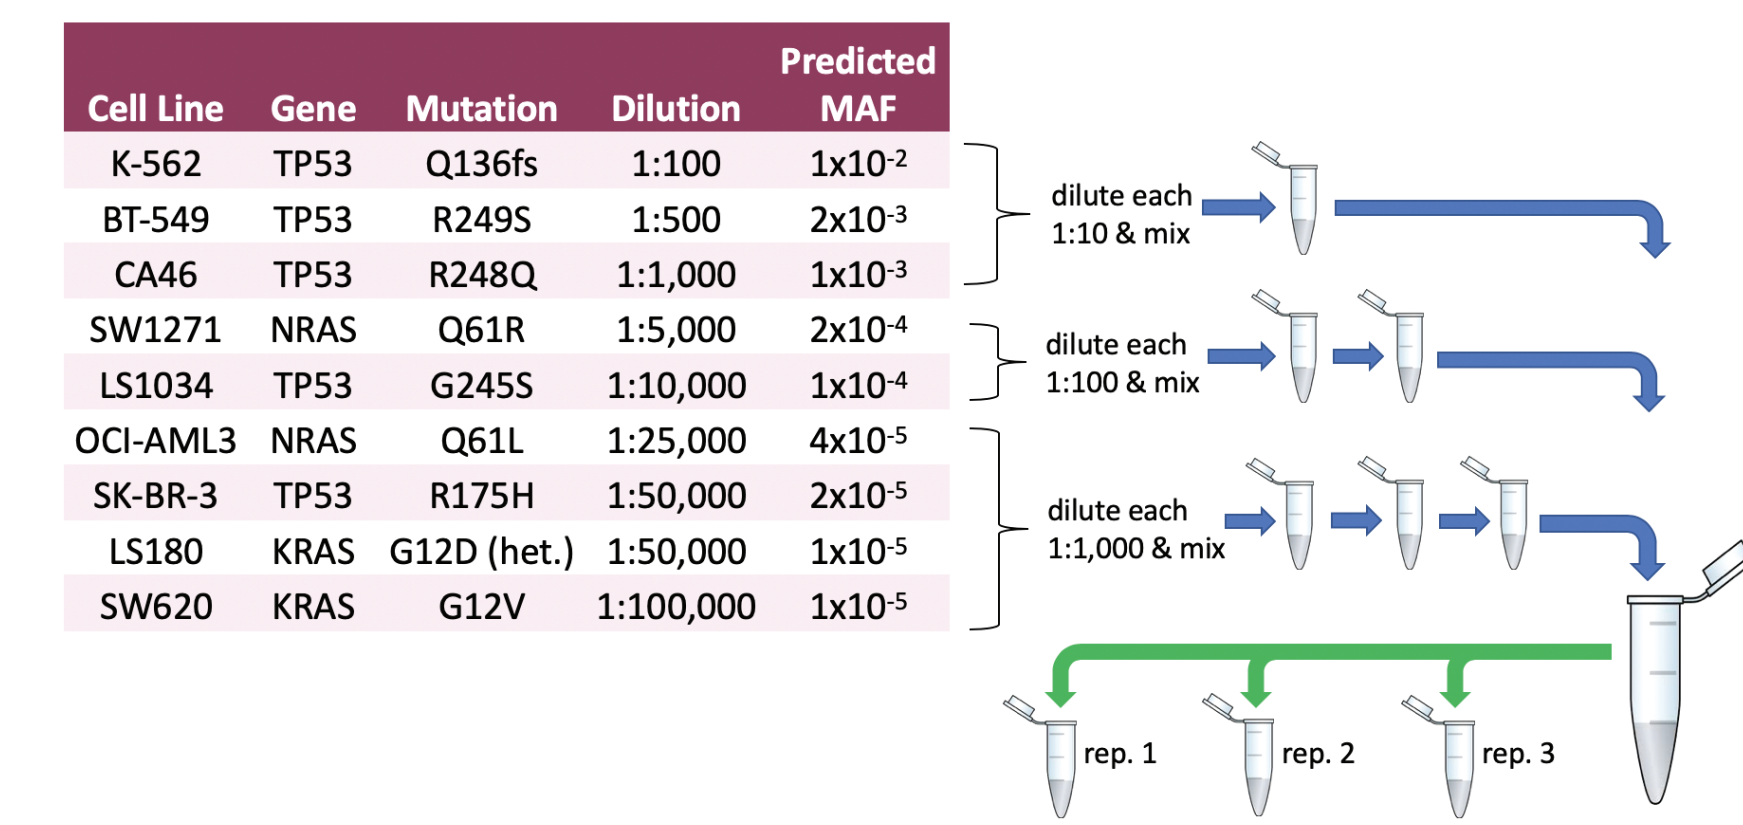 Cell Line Gene Mutation Dilution Predicted MAF
K-562 TP53 Q136fs 1:100 1x10⁻²
BT-549 TP53 R249S 1:500 2x10⁻³
CA46 TP53 R248Q 1:1,000 1x10⁻³
SW1271 NRAS Q61R 1:5,000 2x10⁻⁴
LS1034 TP53 G245S 1:10,000 1x10⁻⁴
OCI-AML3 NRAS Q61L 1:25,000 4x10⁻⁵
SK-BR-3 TP53 R175H 1:50,000 2x10⁻⁵
LS180 KRAS G12D (het.) 1:50,000 1x10⁻⁵
SW620 KRAS G12V 1:100,000 1x10⁻⁵
dilute each
1:10 & mix
dilute each
1:100 & mix
dilute each
1:1,000 & mix
rep. 1 rep. 2 rep. 3